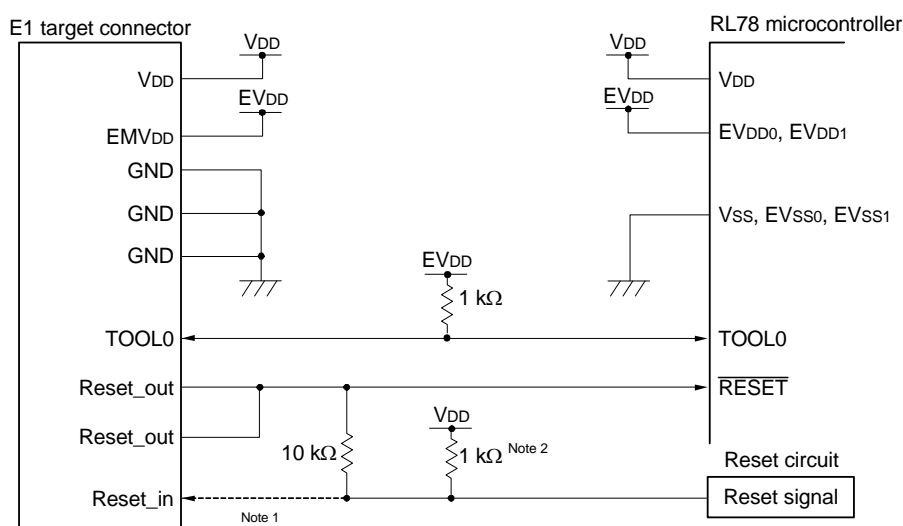 E1 target connector
RL78 microcontroller
VDD
VDD
VDD
VDD
EVDD
EVDD
EMVDD
EVDD0, EVDD1
GND
GND
VSS, EVSS0, EVSS1
GND
EVDD
1 kΩ
TOOL0
TOOL0
Reset_out
RESET
Reset_out
VDD
10 kΩ
1 kΩ Note 2
Reset circuit
Reset_in
Reset signal
Note 1